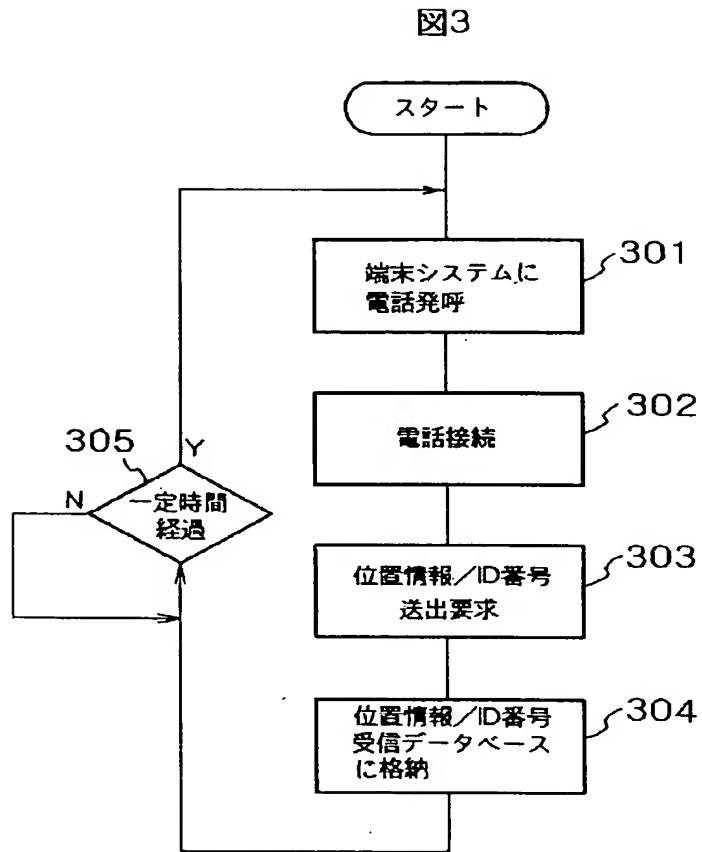 図3
スタート
端末システムに
電話発呼
301
電話接続
302
位置情報/ID番号
送出要求
303
位置情報/ID番号
受信データベース
に格納
304
305
Y
N
一定時間
経過